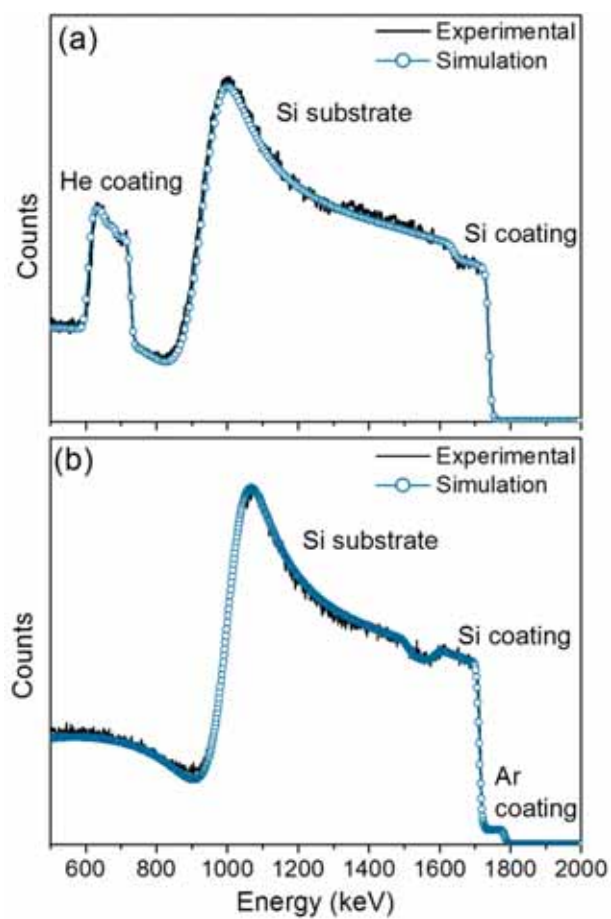 (a)
Experimental
Simulation
Si substrate
He coating
Si coating
Counts
(b)
Experimental
Simulation
Si substrate
Si coating
Ar
coating
Counts
600 800 1000 1200 1400 1600 1800 2000
Energy (keV)